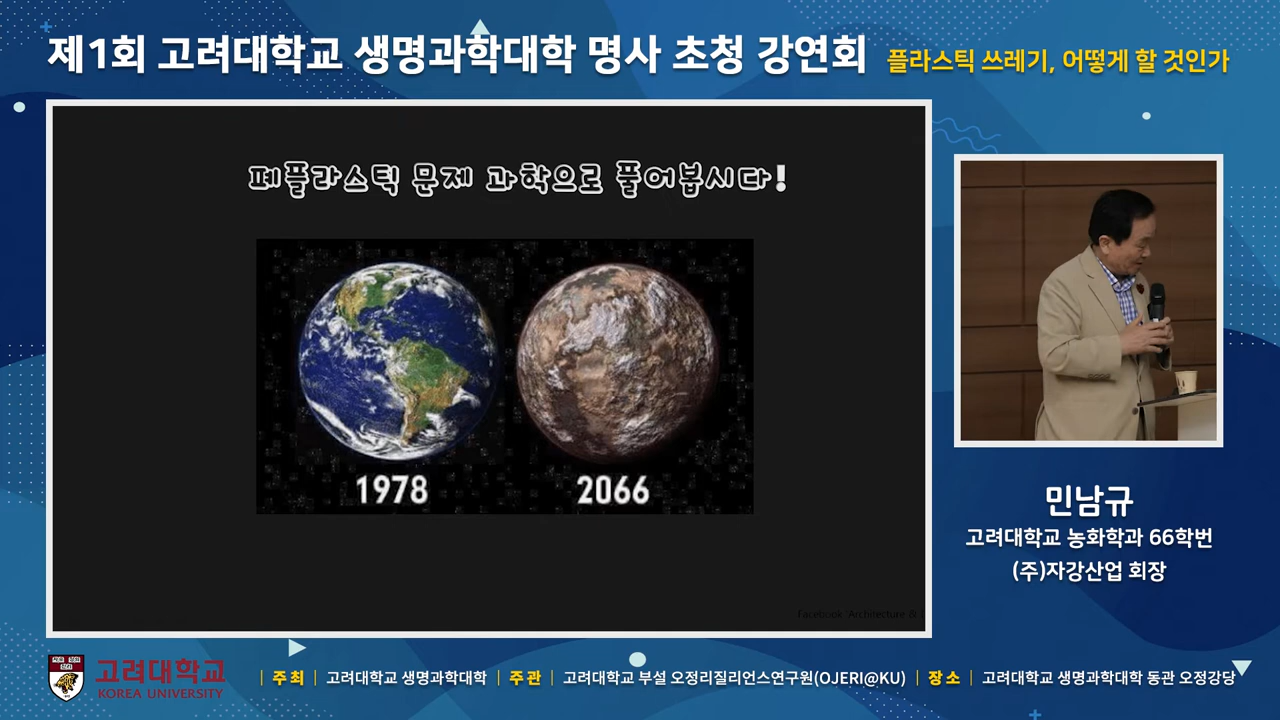 제1회 고려대학교 생명과학대학 명사 초청 강연회 플라스틱 쓰레기, 어떻게 할 것인가
폐플라스틱 문제 과학으로 풀어봅시다!
1978
2066
Facebook "Architecture @
민남규
고려대학교 농화학과 66학번
(주)자강산업 회장
고려대학교
KOREA UNIVERSITY
| 주최 | 고려대학교 생명과학대학 | 주관 | 고려대학교 부설 오정리질리언스연구원(OJERI@KU) | 장소 | 고려대학교 생명과학대학 동관 오정강당